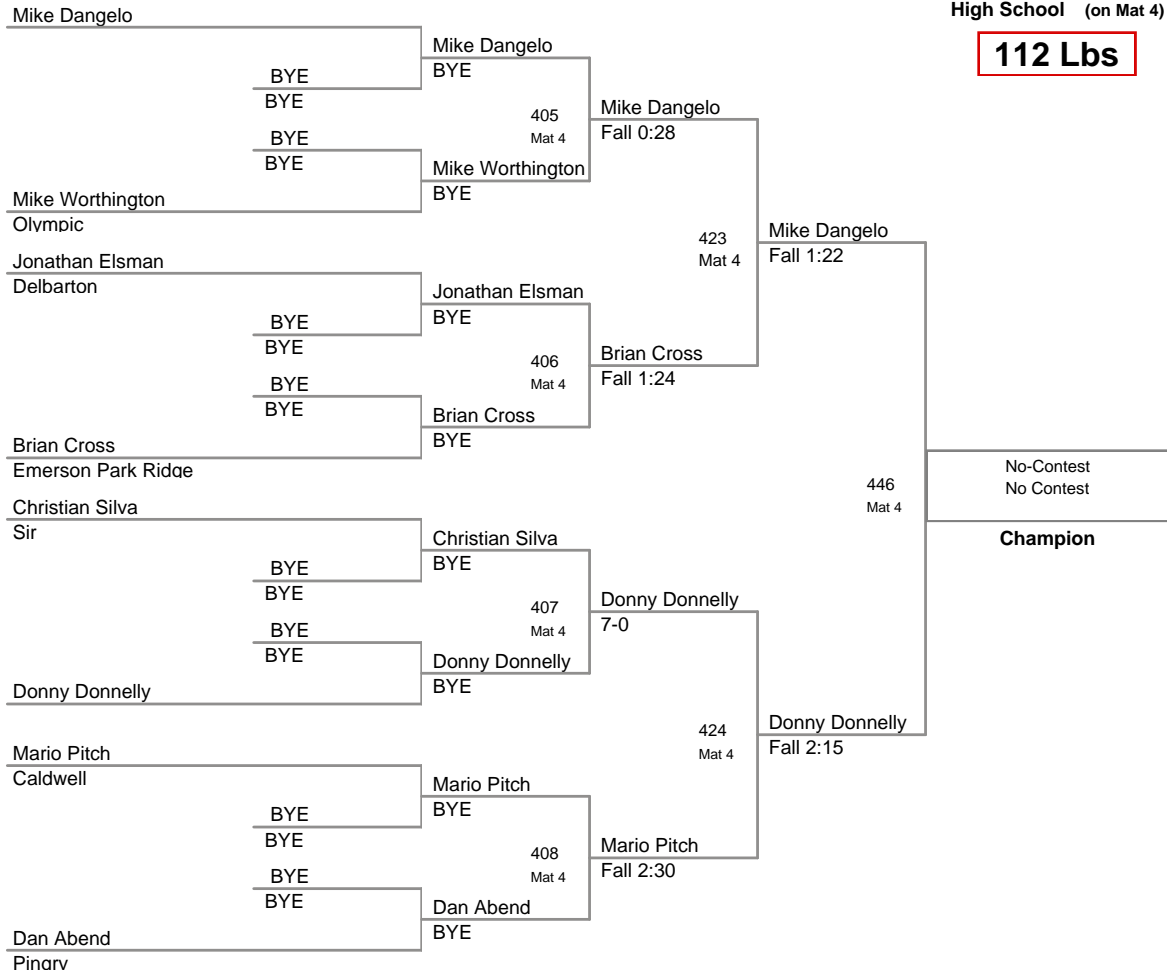 High School (on Mat 4)
112 Lbs
Mike Dangelo
Mike Dangelo
BYE
BYE
BYE
405
Mat 4
Mike Dangelo
Fall 0:28
BYE
BYE
Mike Worthington
BYE
Mike Worthington
Olympic
423
Mat 4
Mike Dangelo
Fall 1:22
Jonathan Elsman
Delbarton
Jonathan Elsman
BYE
BYE
BYE
406
Mat 4
Brian Cross
Fall 1:24
BYE
BYE
Brian Cross
BYE
Brian Cross
Emerson Park Ridge
446
Mat 4
No-Contest
No Contest
Champion
Christian Silva
Sir
Christian Silva
BYE
BYE
BYE
407
Mat 4
Donny Donnelly
7-0
BYE
BYE
Donny Donnelly
BYE
Donny Donnelly
424
Mat 4
Donny Donnelly
Fall 2:15
Mario Pitch
Caldwell
Mario Pitch
BYE
BYE
BYE
408
Mat 4
Mario Pitch
Fall 2:30
BYE
BYE
Dan Abend
BYE
Dan Abend
Pingry